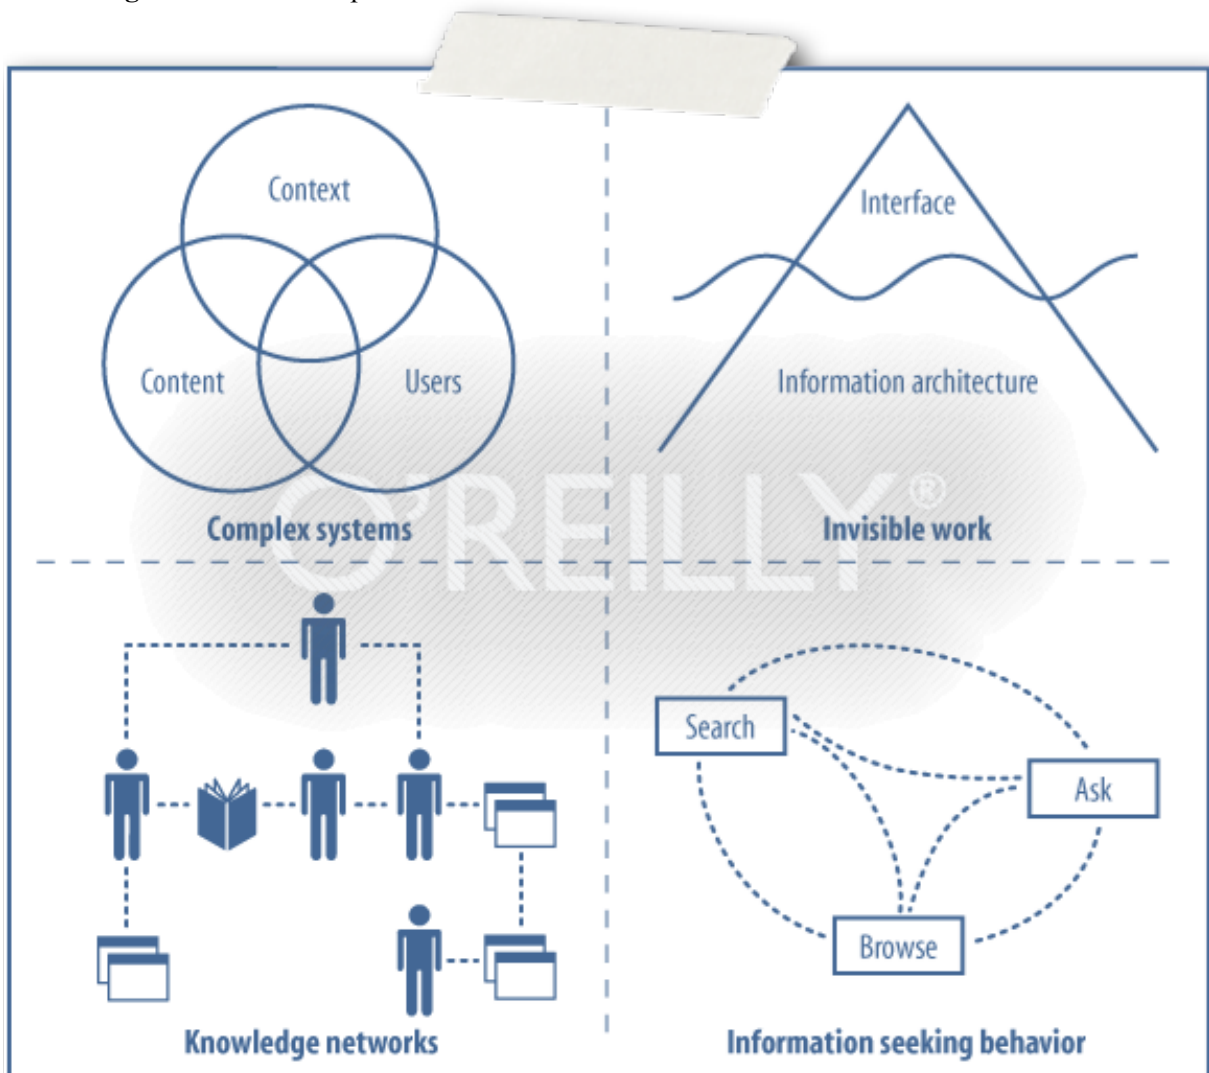 Context
Content
Users
Complex systems
Interface
Information architecture
Invisible work
O'REILLY®
Knowledge networks
Search
Ask
Browse
Information seeking behavior